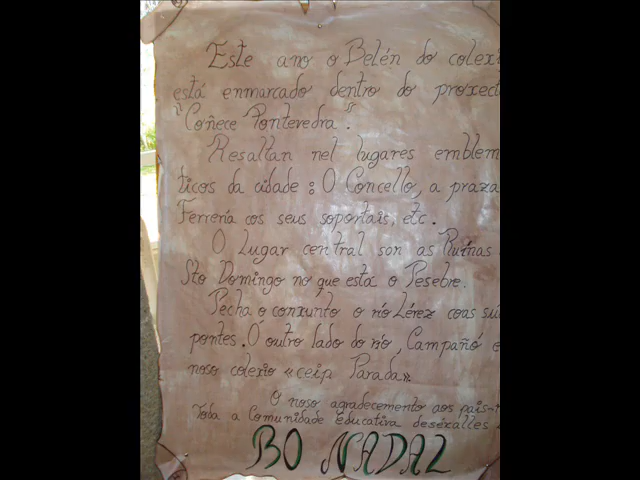 Este ano o Belén do colexi
está enmarcado dentro do proxect
"Coñece Pontevedra".
Resaltan nel lugares emblem
ticos da cidade: O Concello, a praza
Ferrería cos seus soportais, etc.
O Lugar central son as Ruínas
Sto Domingo no que está o Pesebre.
Pecha o conxunto o río Lérez coas sú
pontes. O outro lado do río, Campañó e
noso colexio «ceip Parada».
O noso agradecemento aos pais-
Toda a Comunidade educativa desexalles
BO NADAL